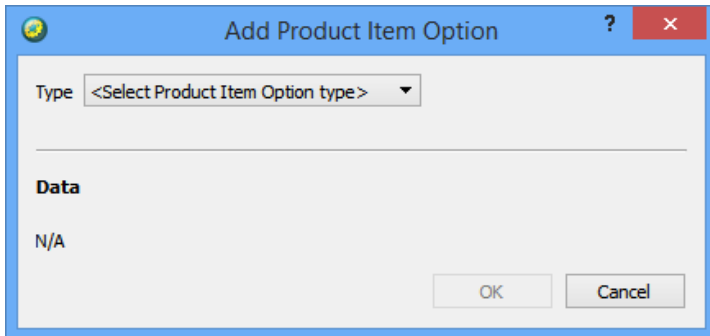 Add Product Item Option
? ×
Type <Select Product Item Option type>
Data
N/A
OK Cancel